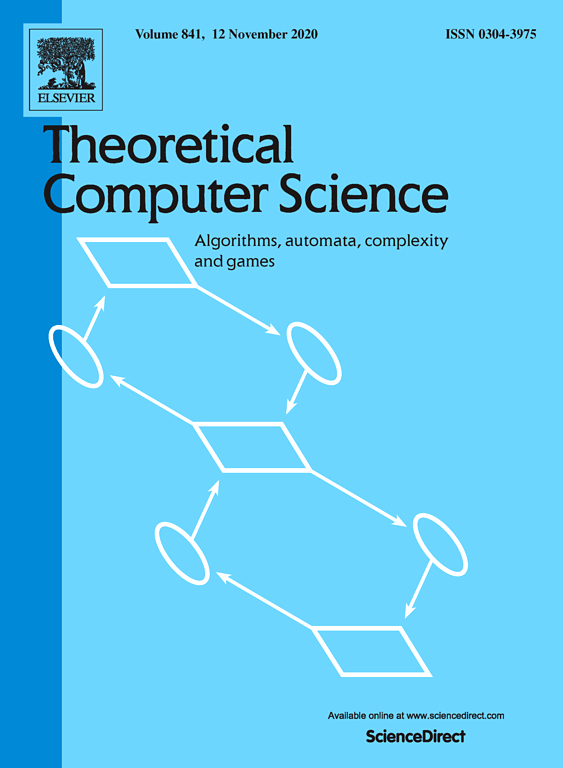 Volume 841, 12 November 2020
ISSN 0304-3975
ELSEVIER
Theoretical
Computer Science
Algorithms, automata, complexity
and games
Available online at www.sciencedirect.com
ScienceDirect